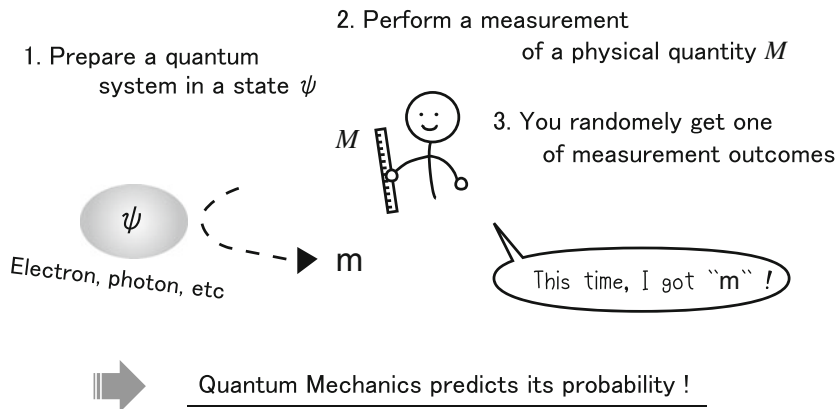 1. Prepare a quantum
system in a state ψ
2. Perform a measurement
of a physical quantity M
M
3. You randomely get one
of measurement outcomes
ψ
Electron, photon, etc
m
This time, I got ``m`` !
Quantum Mechanics predicts its probability !